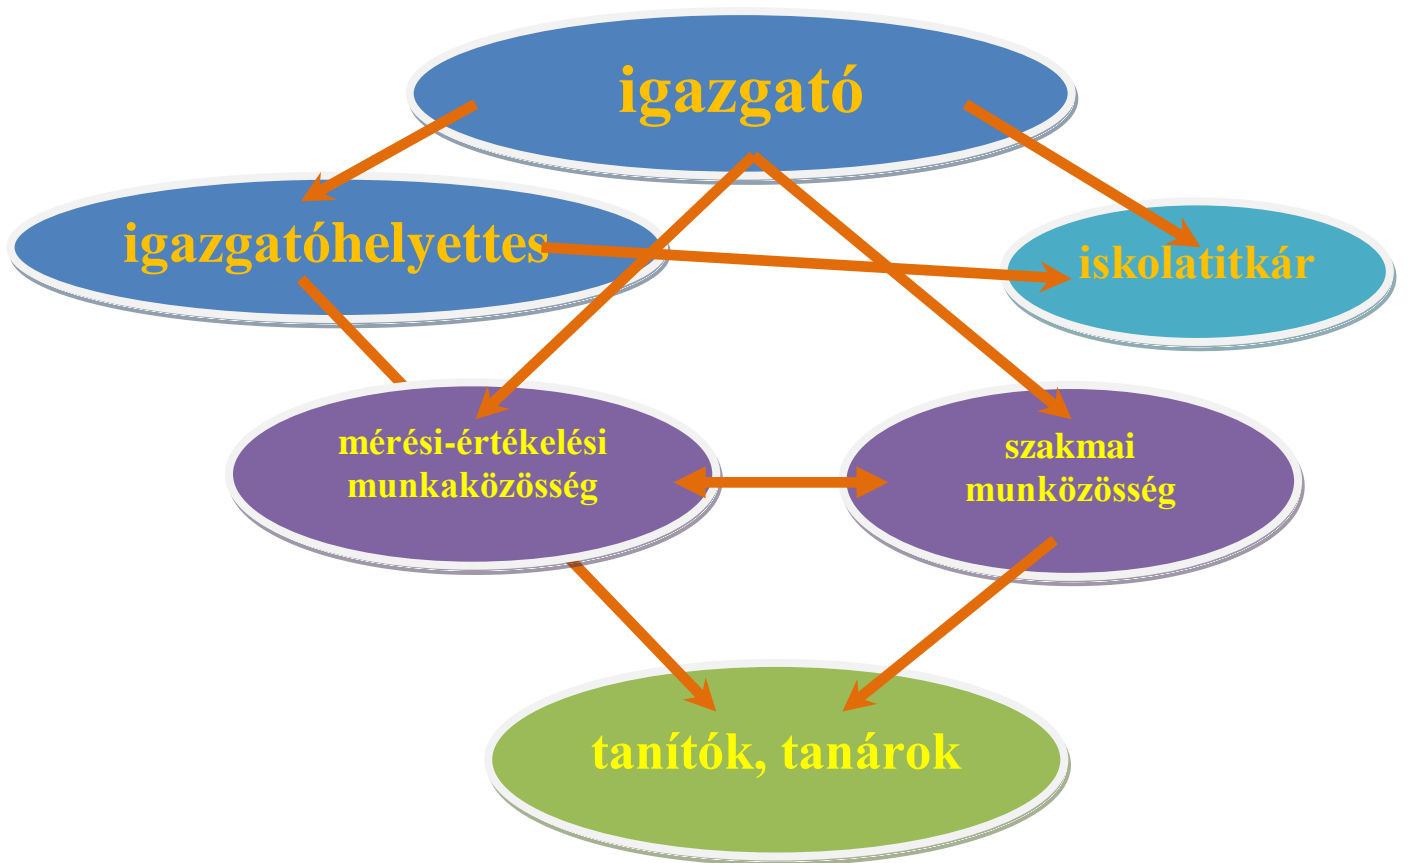 igazgató
igazgatóhelyettes
iskolatitkár
mérési-értékelési
munkaközösség
szakmai
munközösség
tanítók, tanárok